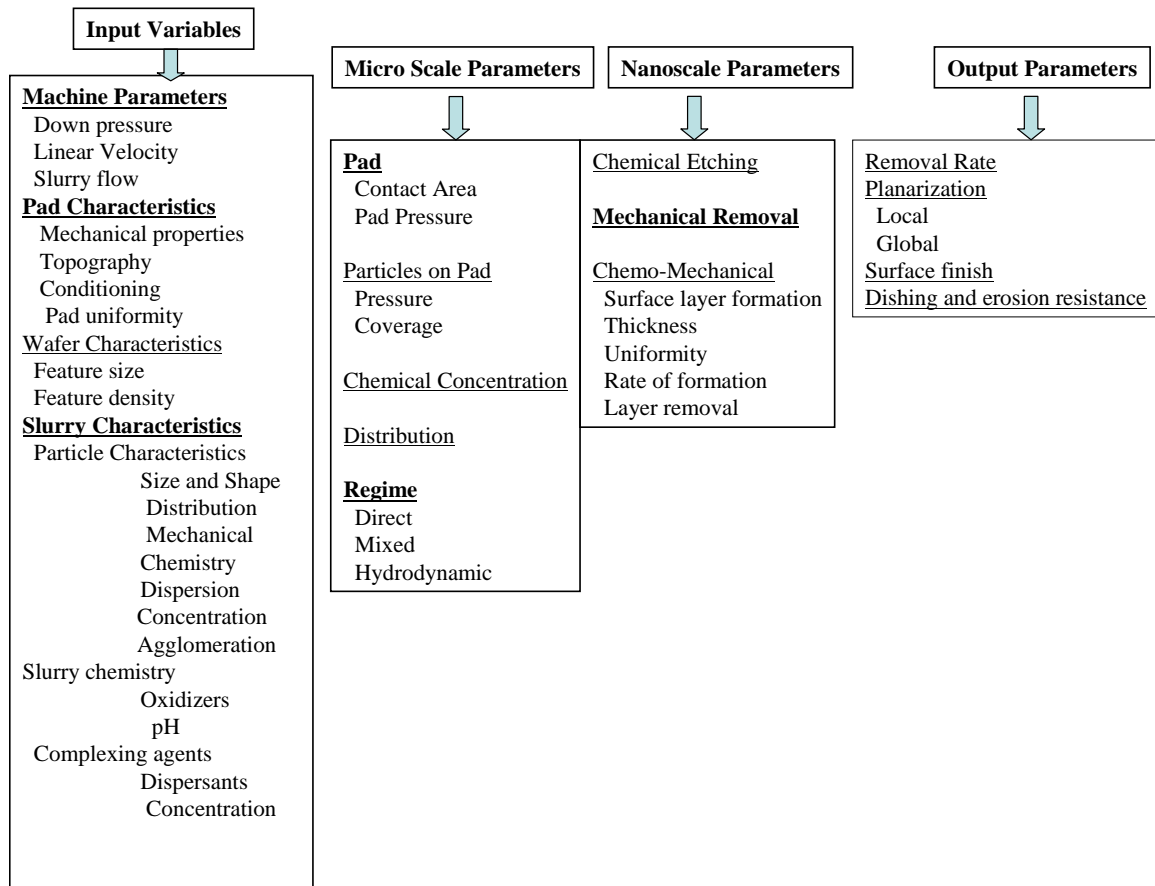 Input Variables
Machine Parameters
Down pressure
Linear Velocity
Slurry flow
Pad Characteristics
Mechanical properties
Topography
Conditioning
Pad uniformity
Wafer Characteristics
Feature size
Feature density
Slurry Characteristics
Particle Characteristics
Size and Shape
Distribution
Mechanical
Chemistry
Dispersion
Concentration
Agglomeration
Slurry chemistry
Oxidizers
pH
Complexing agents
Dispersants
Concentration
Micro Scale Parameters
Pad
Contact Area
Pad Pressure
Particles on Pad
Pressure
Coverage
Chemical Concentration
Distribution
Regime
Direct
Mixed
Hydrodynamic
Nanoscale Parameters
Chemical Etching
Mechanical Removal
Chemo-Mechanical
Surface layer formation
Thickness
Uniformity
Rate of formation
Layer removal
Output Parameters
Removal Rate
Planarization
Local
Global
Surface finish
Dishing and erosion resistance